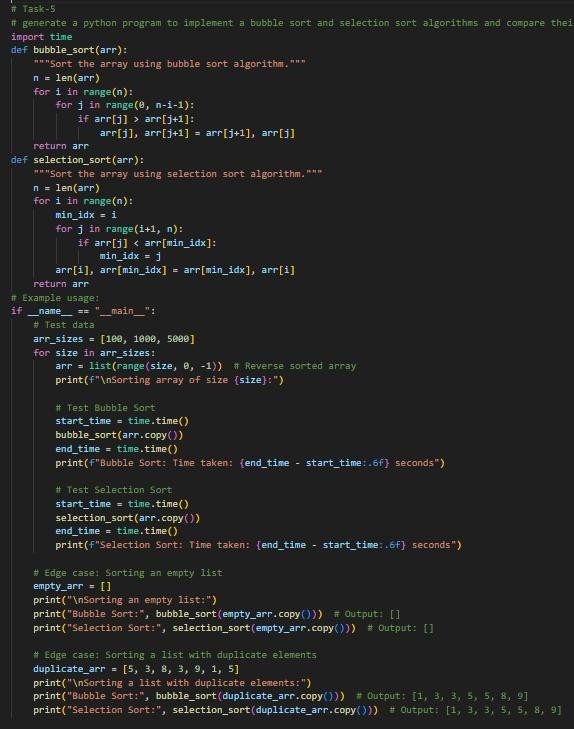 # Task-5
# generate a python program to implement a bubble sort and selection sort algorithms and compare thei
import time
def bubble_sort(arr):
    """Sort the array using bubble sort algorithm."""
    n = len(arr)
    for i in range(n):
        for j in range(0, n-i-1):
            if arr[j] > arr[j+1]:
                arr[j], arr[j+1] = arr[j+1], arr[j]
    return arr
def selection_sort(arr):
    """Sort the array using selection sort algorithm."""
    n = len(arr)
    for i in range(n):
        min_idx = i
        for j in range(i+1, n):
            if arr[j] < arr[min_idx]:
                min_idx = j
        arr[i], arr[min_idx] = arr[min_idx], arr[i]
    return arr
# Example usage:
if __name__ == "__main__":
    # Test data
    arr_sizes = [100, 1000, 5000]
    for size in arr_sizes:
        arr = list(range(size, 0, -1))  # Reverse sorted array
        print(f"\nSorting array of size {size}:")

        # Test Bubble Sort
        start_time = time.time()
        bubble_sort(arr.copy())
        end_time = time.time()
        print(f"Bubble Sort: Time taken: {end_time - start_time:.6f} seconds")

        # Test Selection Sort
        start_time = time.time()
        selection_sort(arr.copy())
        end_time = time.time()
        print(f"Selection Sort: Time taken: {end_time - start_time:.6f} seconds")

    # Edge case: Sorting an empty list
    empty_arr = []
    print("\nSorting an empty list:")
    print("Bubble Sort:", bubble_sort(empty_arr.copy()))  # Output: []
    print("Selection Sort:", selection_sort(empty_arr.copy()))  # Output: []

    # Edge case: Sorting a list with duplicate elements
    duplicate_arr = [5, 3, 8, 3, 9, 1, 5]
    print("\nSorting a list with duplicate elements:")
    print("Bubble Sort:", bubble_sort(duplicate_arr.copy()))  # Output: [1, 3, 3, 5, 5, 8, 9]
    print("Selection Sort:", selection_sort(duplicate_arr.copy()))  # Output: [1, 3, 3, 5, 5, 8, 9]